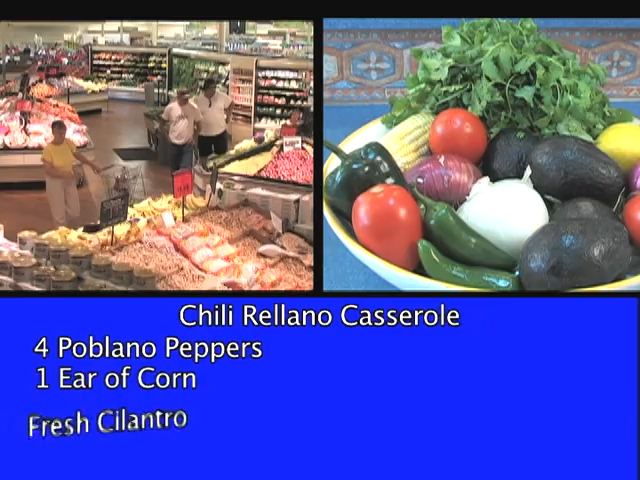 Chili Rellano Casserole
4 Poblano Peppers
1 Ear of Corn
Fresh Cilantro